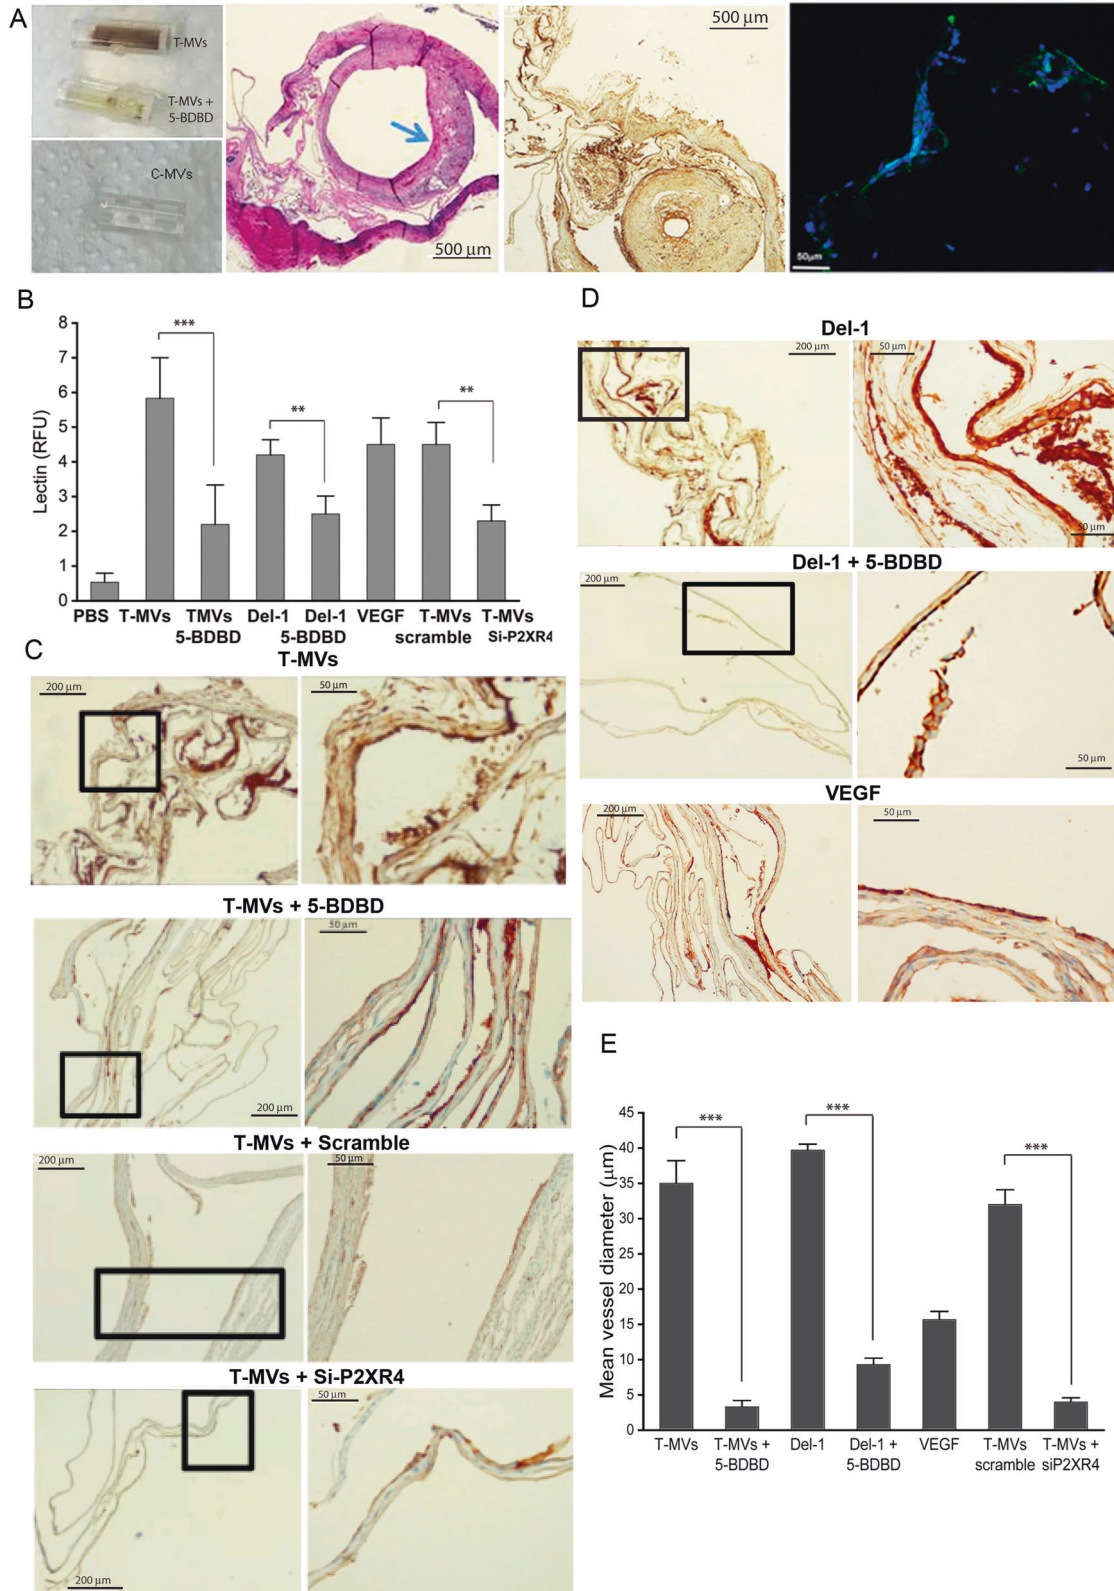 A
T-MVs
T-MVs +
5-BDBD
C-MVs
500 µm
500 µm
50µm
B
Lectin (RFU)
8
7
6
5
4
3
2
1
0
***
**
**
PBS
T-MVs
TMVs
5-BDBD
Del-1
Del-1
5-BDBD
VEGF
T-MVs
scramble
T-MVs
Si-P2XR4
C
T-MVs
200 µm
50 µm
T-MVs + 5-BDBD
50 µm
200 µm
T-MVs + Scramble
200 µm
50 µm
T-MVs + Si-P2XR4
50 µm
200 µm
D
Del-1
200 µm
50 µm
50 µm
Del-1 + 5-BDBD
200 µm
50 µm
VEGF
200 µm
50 µm
E
Mean vessel diameter (µm)
45
40
35
30
25
20
15
10
5
0
***
***
***
T-MVs
T-MVs +
5-BDBD
Del-1
Del-1 +
5-BDBD
VEGF
T-MVs
scramble
T-MVs +
siP2XR4